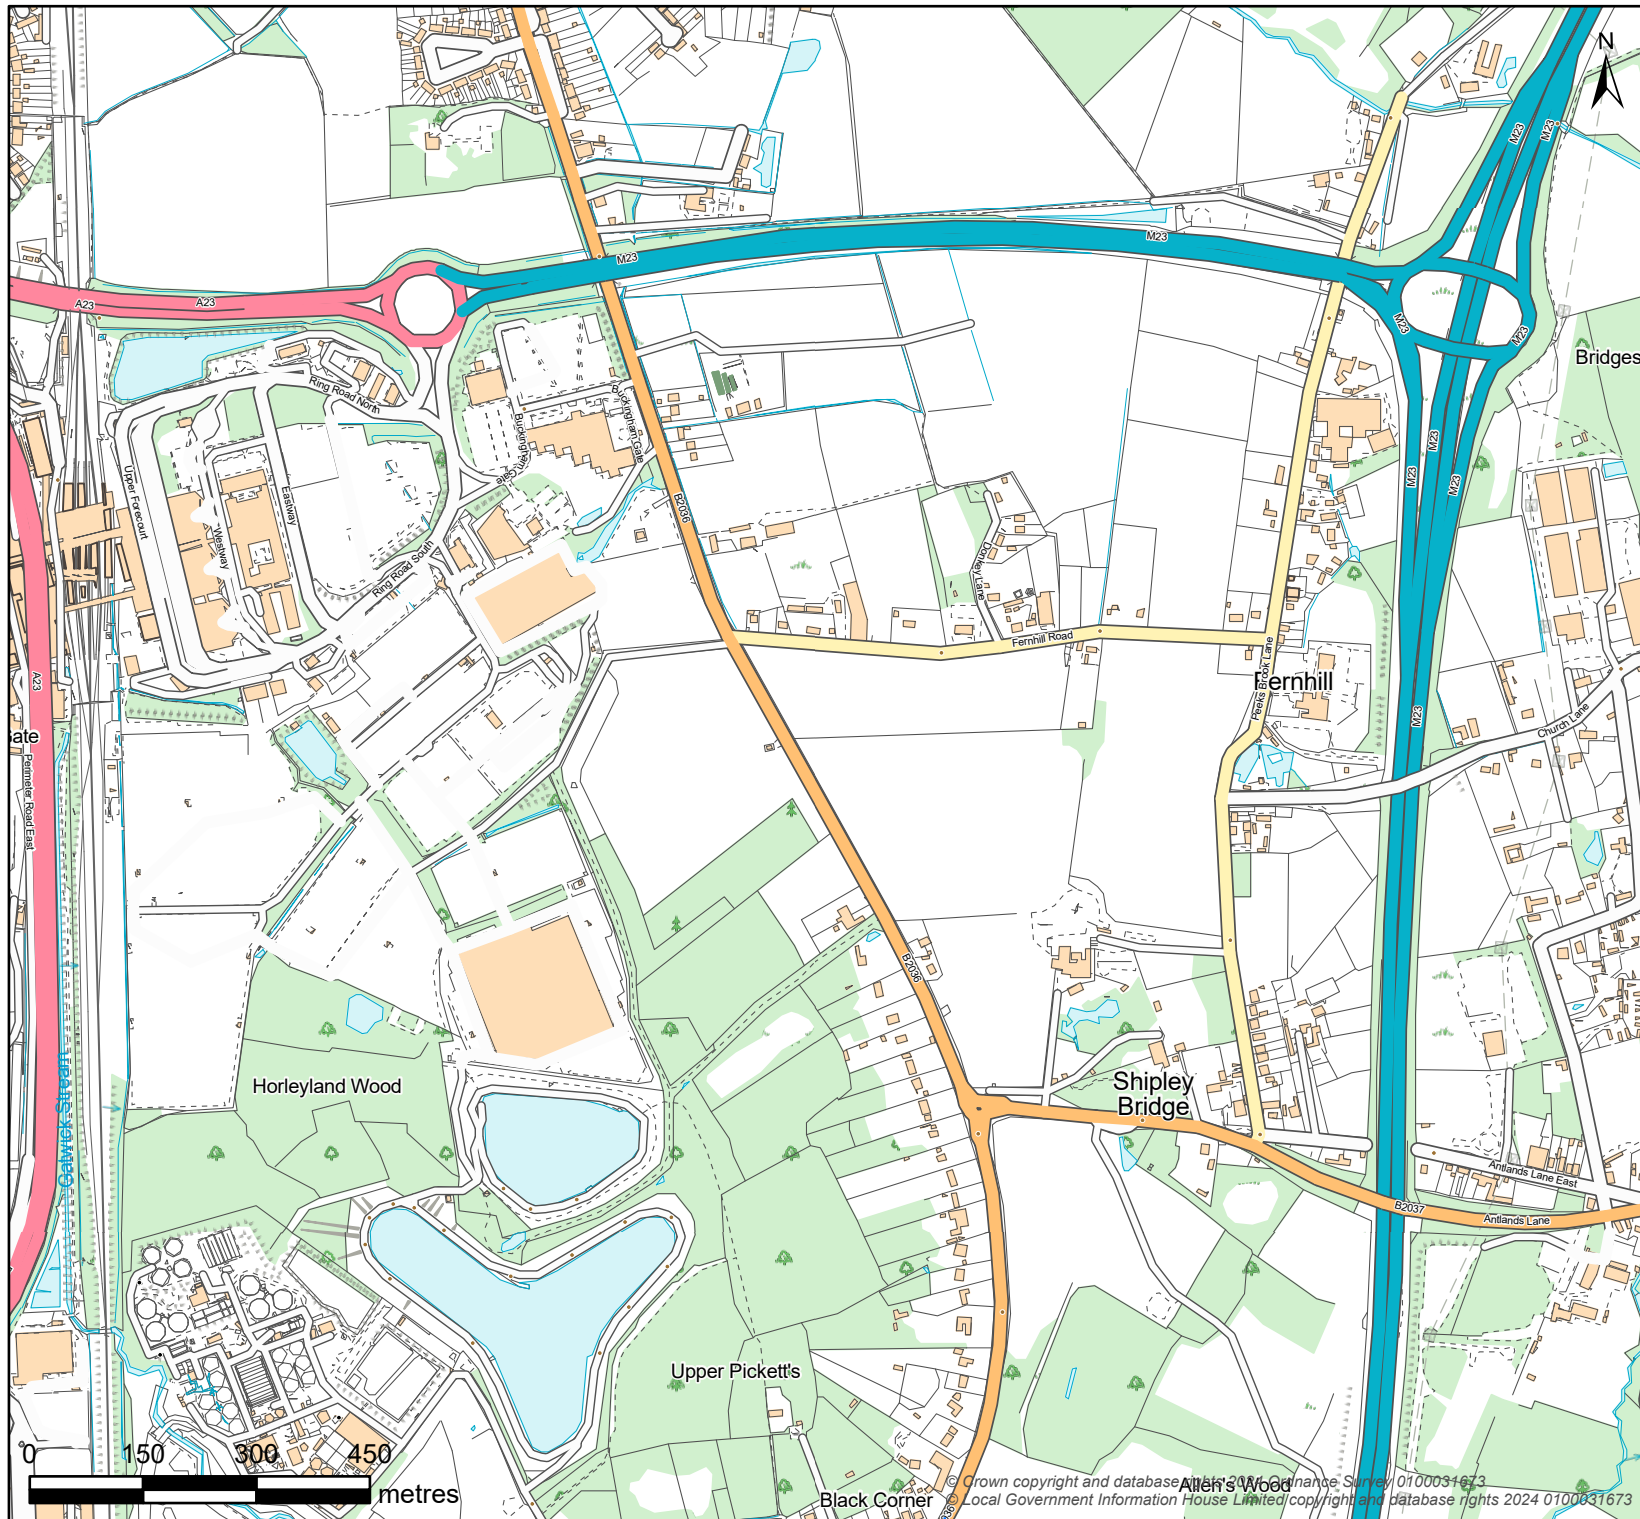 N
M23
M23
M23
M23
A23
A23
M23
M23
Bridges
Ring Road North
Buckingham Gate
Buckingham Gate
Upper Forecourt
Eastway
Westway
Ring Road South
B2036
M23
M23
M23
Donkey Lane
Fernhill Road
Peeks Brook Lane
Fernhill
A23
M23
Church Lane
Perimeter Road East
B2036
Gatwick Stream
Horleyland Wood
Shipley
Bridge
Antlands Lane East
B2037
Antlands Lane
Upper Pickett's
0 150 300 450
metres
Black Corner
Allen's Wood
© Crown copyright and database rights 2024 Ordnance Survey 0100031673
© Local Government Information House Limited copyright and database rights 2024 0100031673